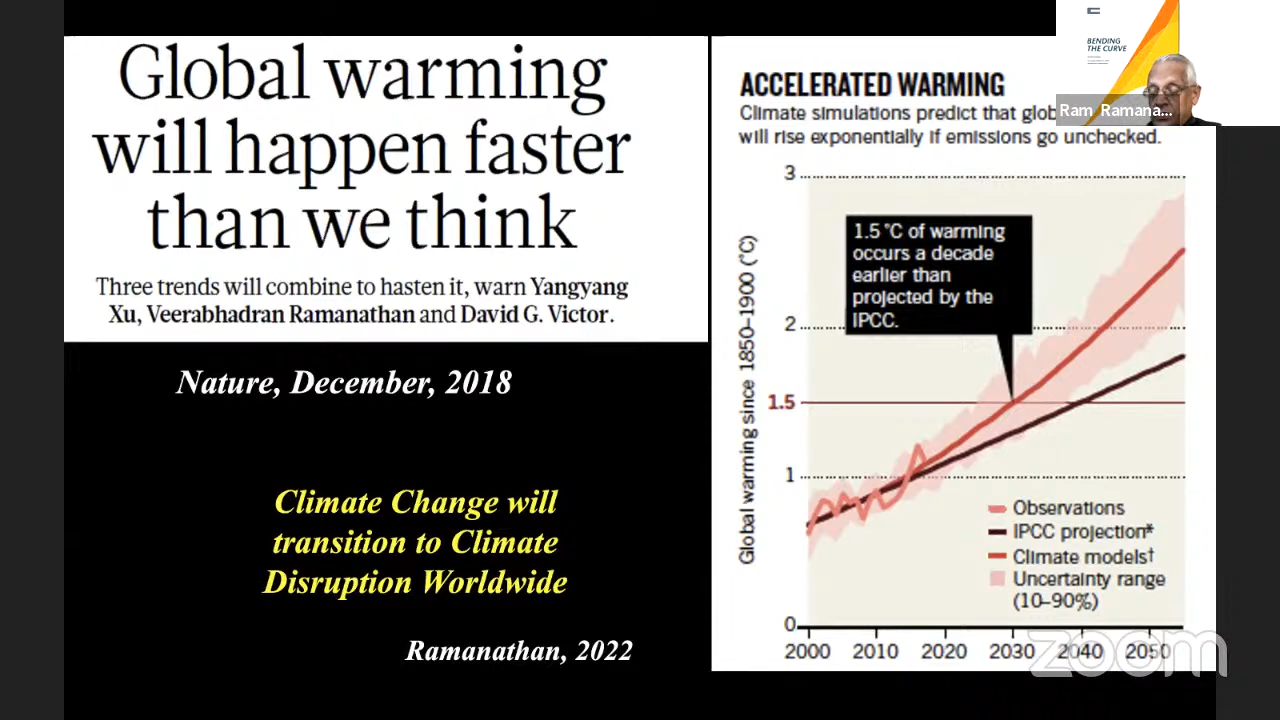 Global warming
will happen faster
than we think
Three trends will combine to hasten it, warn Yangyang
Xu, Veerabhadran Ramanathan and David G. Victor.
Nature, December, 2018
Climate Change will
transition to Climate
Disruption Worldwide
Ramanathan, 2022
BENDING
THE CURVE
Ram Ramana...
ACCELERATED WARMING
Climate simulations predict that glob
will rise exponentially if emissions go unchecked.
Global warming since 1850–1900 (°C)
3
2
1.5
1
0
1.5 °C of warming
occurs a decade
earlier than
projected by the
IPCC.
Observations
IPCC projection*
Climate models†
Uncertainty range
(10–90%)
2000 2010 2020 2030 2040 2050
zoom